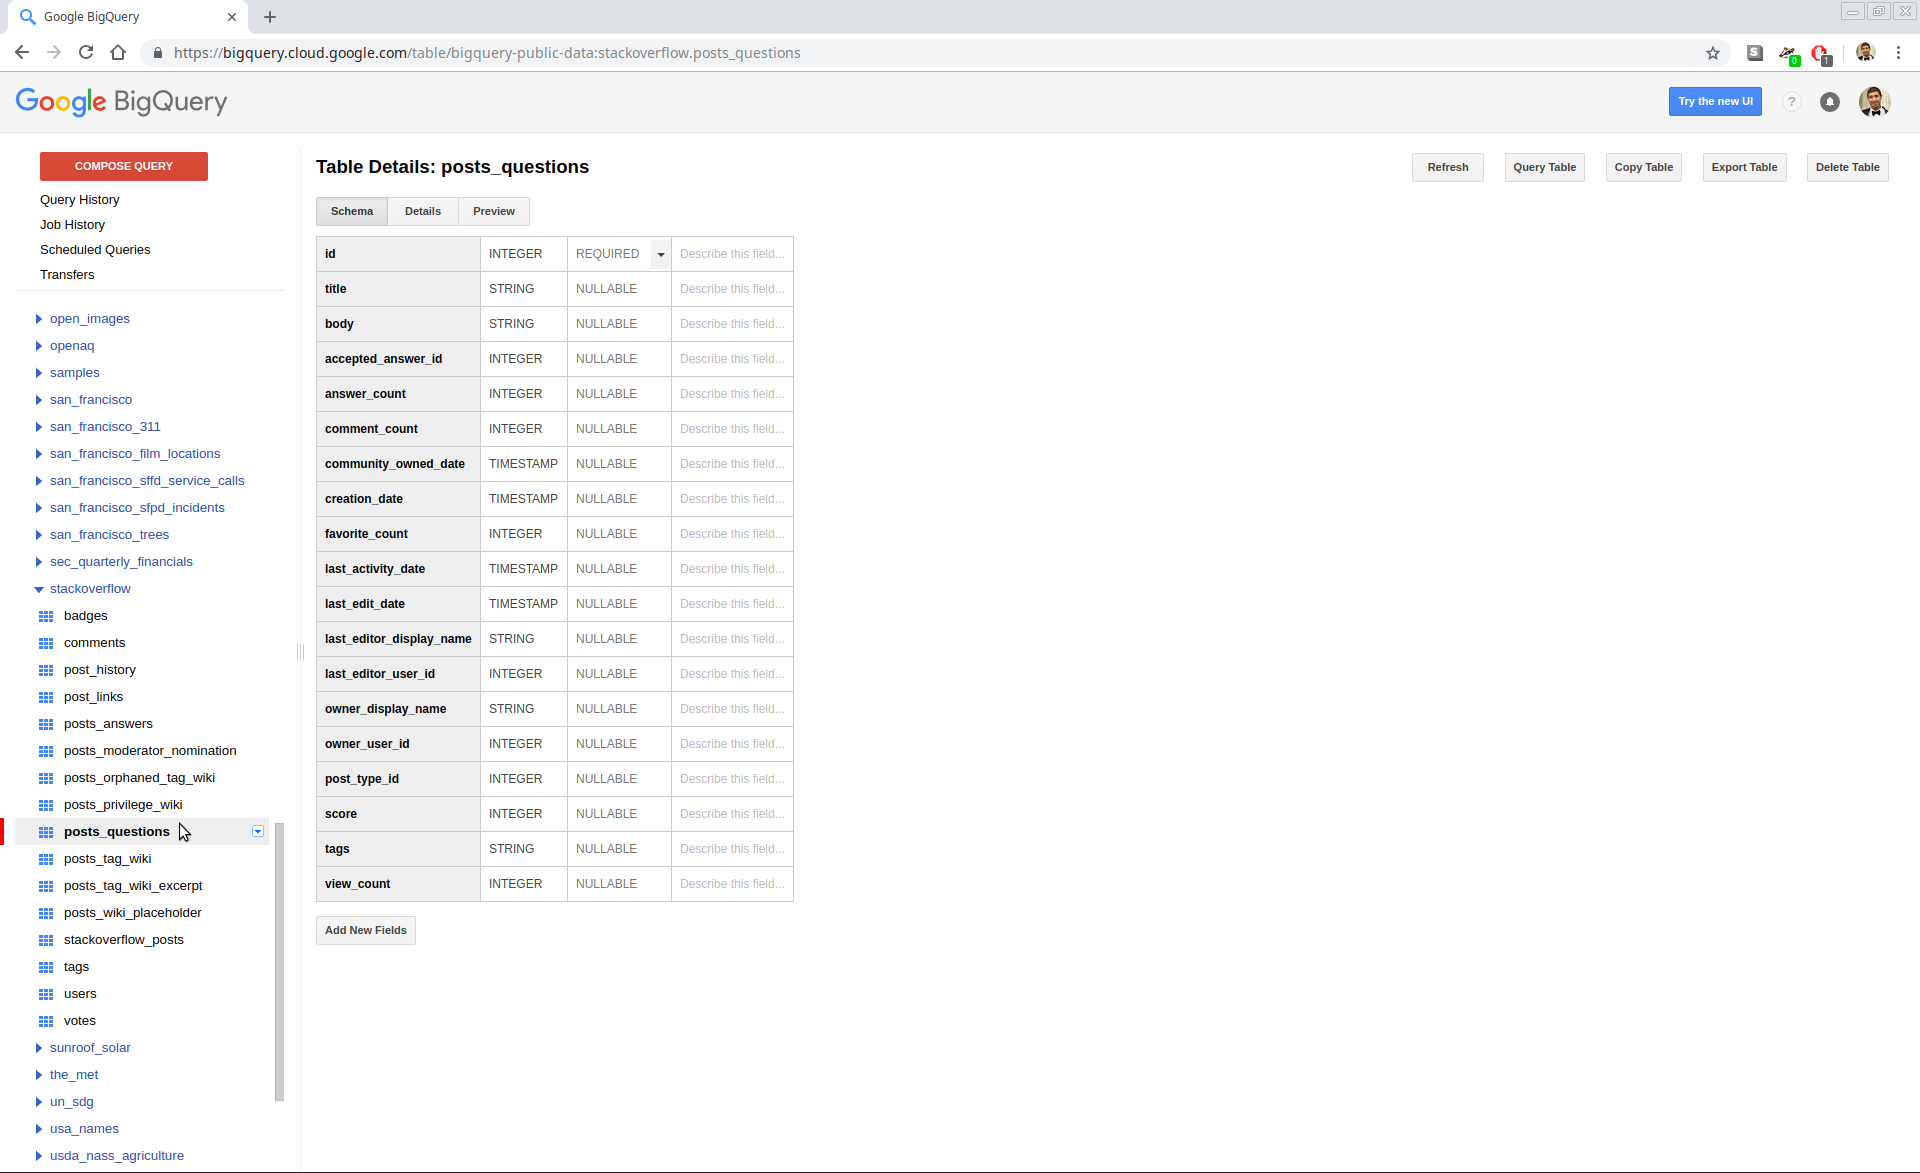 Google BigQuery
https://bigquery.cloud.google.com/table/bigquery-public-data:stackoverflow.posts_questions
S
0
1
Google BigQuery
Try the new UI
?
COMPOSE QUERY
Query History
Job History
Scheduled Queries
Transfers
open_images
openaq
samples
san_francisco
san_francisco_311
san_francisco_film_locations
san_francisco_sffd_service_calls
san_francisco_sfpd_incidents
san_francisco_trees
sec_quarterly_financials
stackoverflow
badges
comments
post_history
post_links
posts_answers
posts_moderator_nomination
posts_orphaned_tag_wiki
posts_privilege_wiki
posts_questions
posts_tag_wiki
posts_tag_wiki_excerpt
posts_wiki_placeholder
stackoverflow_posts
tags
users
votes
sunroof_solar
the_met
un_sdg
usa_names
usda_nass_agriculture
Table Details: posts_questions
Refresh Query Table Copy Table Export Table Delete Table
Schema Details Preview
id INTEGER REQUIRED Describe this field...
title STRING NULLABLE Describe this field...
body STRING NULLABLE Describe this field...
accepted_answer_id INTEGER NULLABLE Describe this field...
answer_count INTEGER NULLABLE Describe this field...
comment_count INTEGER NULLABLE Describe this field...
community_owned_date TIMESTAMP NULLABLE Describe this field...
creation_date TIMESTAMP NULLABLE Describe this field...
favorite_count INTEGER NULLABLE Describe this field...
last_activity_date TIMESTAMP NULLABLE Describe this field...
last_edit_date TIMESTAMP NULLABLE Describe this field...
last_editor_display_name STRING NULLABLE Describe this field...
last_editor_user_id INTEGER NULLABLE Describe this field...
owner_display_name STRING NULLABLE Describe this field...
owner_user_id INTEGER NULLABLE Describe this field...
post_type_id INTEGER NULLABLE Describe this field...
score INTEGER NULLABLE Describe this field...
tags STRING NULLABLE Describe this field...
view_count INTEGER NULLABLE Describe this field...
Add New Fields